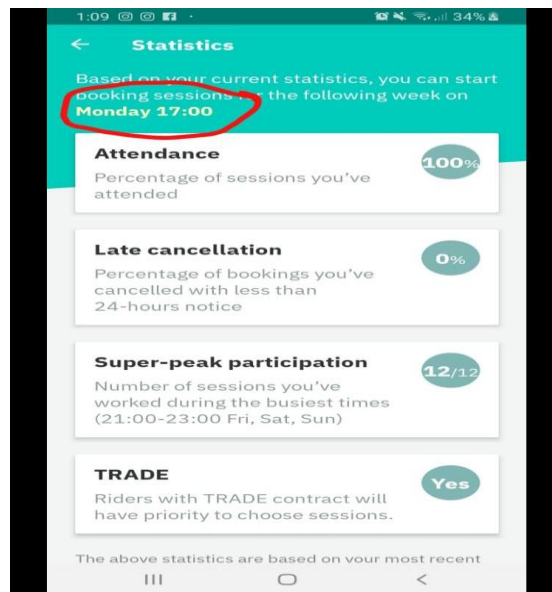 1:09
34%
Statistics
Based on your current statistics, you can start
booking sessions for the following week on
Monday 17:00
Attendance
100%
Percentage of sessions you've
attended
Late cancellation
0%
Percentage of bookings you've
cancelled with less than
24-hours notice
Super-peak participation
12/12
Number of sessions you've
worked during the busiest times
(21:00-23:00 Fri, Sat, Sun)
TRADE
Yes
Riders with TRADE contract will
have priority to choose sessions.
The above statistics are based on your most recent